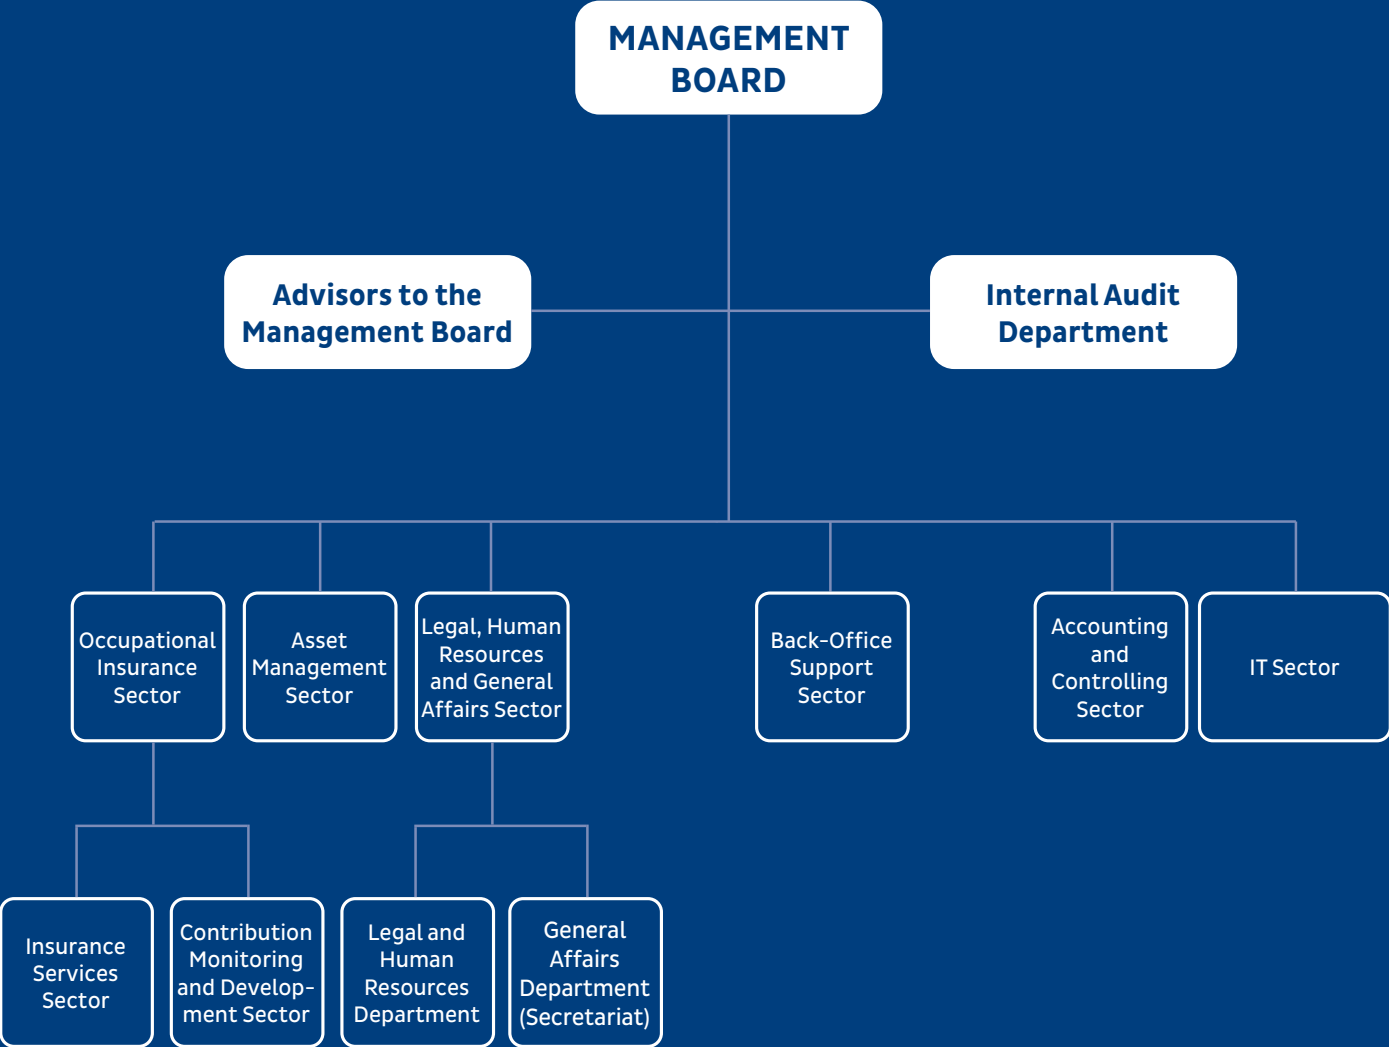 MANAGEMENT
BOARD
Advisors to the
Management Board
Internal Audit
Department
Occupational
Insurance
Sector
Asset
Management
Sector
Legal, Human
Resources
and General
Affairs Sector
Back-Office
Support
Sector
Accounting
and
Controlling
Sector
IT Sector
Insurance
Services
Sector
Contribution
Monitoring
and Develop-
ment Sector
Legal and
Human
Resources
Department
General
Affairs
Department
(Secretariat)